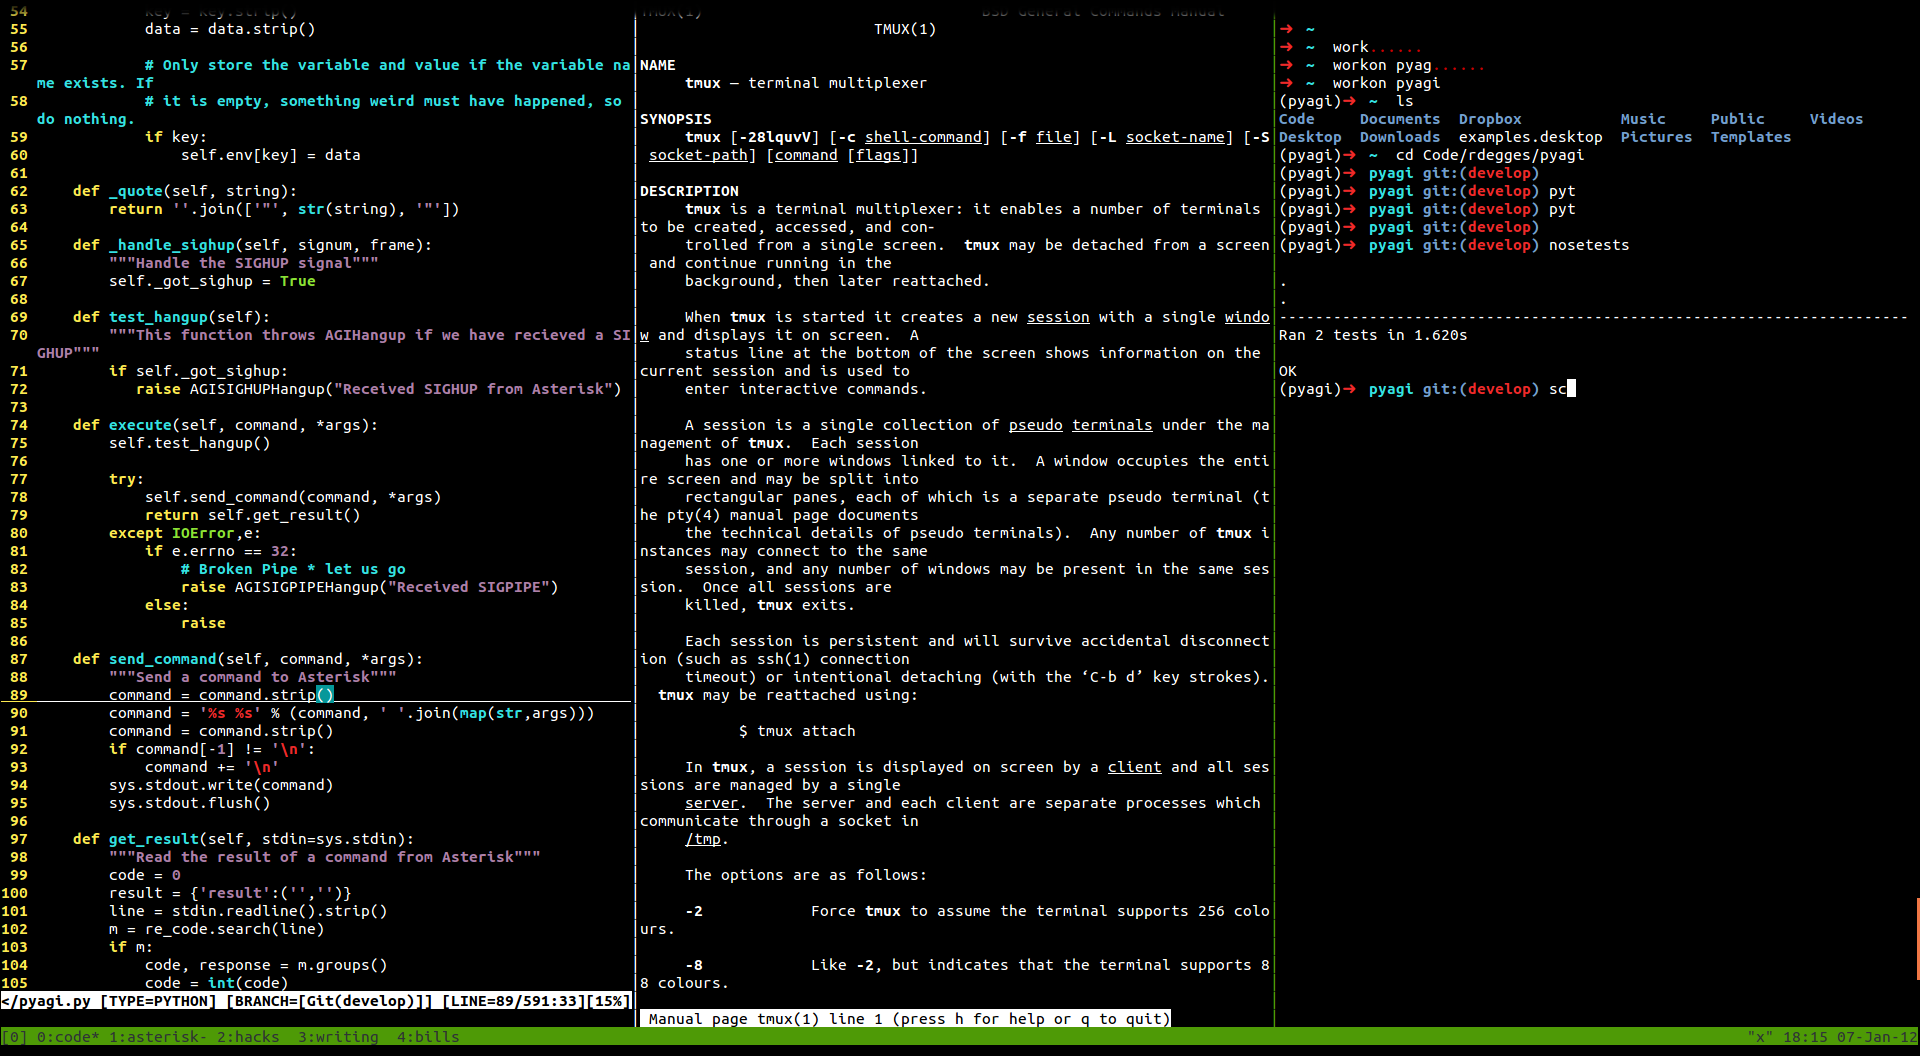 54             key = key.strip()
55             data = data.strip()
56
57             # Only store the variable and value if the variable na
me exists. If
58             # it is empty, something weird must have happened, so
do nothing.
59             if key:
60                 self.env[key] = data
61
62     def _quote(self, string):
63         return ''.join(['"', str(string), '"'])
64
65     def _handle_sighup(self, signum, frame):
66         """Handle the SIGHUP signal"""
67         self._got_sighup = True
68
69     def test_hangup(self):
70         """This function throws AGIHangup if we have recieved a SI
GHUP"""
71         if self._got_sighup:
72            raise AGISIGHUPHangup("Received SIGHUP from Asterisk")
73
74     def execute(self, command, *args):
75         self.test_hangup()
76
77         try:
78             self.send_command(command, *args)
79             return self.get_result()
80         except IOError,e:
81             if e.errno == 32:
82                 # Broken Pipe * let us go
83                 raise AGISIGPIPEHangup("Received SIGPIPE")
84             else:
85                 raise
86
87     def send_command(self, command, *args):
88         """Send a command to Asterisk"""
89         command = command.strip()
90         command = '%s %s' % (command, ' '.join(map(str,args)))
91         command = command.strip()
92         if command[-1] != '\n':
93             command += '\n'
94         sys.stdout.write(command)
95         sys.stdout.flush()
96
97     def get_result(self, stdin=sys.stdin):
98         """Read the result of a command from Asterisk"""
99         code = 0
100         result = {'result':('','')}
101         line = stdin.readline().strip()
102         m = re_code.search(line)
103         if m:
104             code, response = m.groups()
105             code = int(code)
</pyagi.py [TYPE=PYTHON] [BRANCH=[Git(develop)]] [LINE=89/591:33][15%]
TMUX(1)                               BSD General Commands Manual
TMUX(1)
NAME
tmux — terminal multiplexer
SYNOPSIS
tmux [-28lquvV] [-c shell-command] [-f file] [-L socket-name] [-S
socket-path] [command [flags]]
DESCRIPTION
tmux is a terminal multiplexer: it enables a number of terminals
to be created, accessed, and con-
trolled from a single screen.  tmux may be detached from a screen
and continue running in the
background, then later reattached.
When tmux is started it creates a new session with a single windo
w and displays it on screen.  A
status line at the bottom of the screen shows information on the
current session and is used to
enter interactive commands.
A session is a single collection of pseudo terminals under the ma
nagement of tmux.  Each session
has one or more windows linked to it.  A window occupies the enti
re screen and may be split into
rectangular panes, each of which is a separate pseudo terminal (t
he pty(4) manual page documents
the technical details of pseudo terminals).  Any number of tmux i
nstances may connect to the same
session, and any number of windows may be present in the same ses
sion.  Once all sessions are
killed, tmux exits.
Each session is persistent and will survive accidental disconnect
ion (such as ssh(1) connection
timeout) or intentional detaching (with the ‘C-b d’ key strokes).
tmux may be reattached using:
$ tmux attach
In tmux, a session is displayed on screen by a client and all ses
sions are managed by a single
server.  The server and each client are separate processes which
communicate through a socket in
/tmp.
The options are as follows:
-2            Force tmux to assume the terminal supports 256 colo
urs.
-8            Like -2, but indicates that the terminal supports 8
8 colours.
Manual page tmux(1) line 1 (press h for help or q to quit)
➜  ~
➜  ~  work......
➜  ~  workon pyag......
➜  ~  workon pyagi
(pyagi)➜  ~  ls
Code     Documents  Dropbox           Music     Public     Videos
Desktop  Downloads  examples.desktop  Pictures  Templates
(pyagi)➜  ~  cd Code/rdegges/pyagi
(pyagi)➜  pyagi git:(develop)
(pyagi)➜  pyagi git:(develop) pyt
(pyagi)➜  pyagi git:(develop) pyt
(pyagi)➜  pyagi git:(develop)
(pyagi)➜  pyagi git:(develop) nosetests
.
.
----------------------------------------------------------------------
Ran 2 tests in 1.620s
OK
(pyagi)➜  pyagi git:(develop) sc
[0] 0:code* 1:asterisk- 2:hacks  3:writing  4:bills                "x" 18:15 07-Jan-12